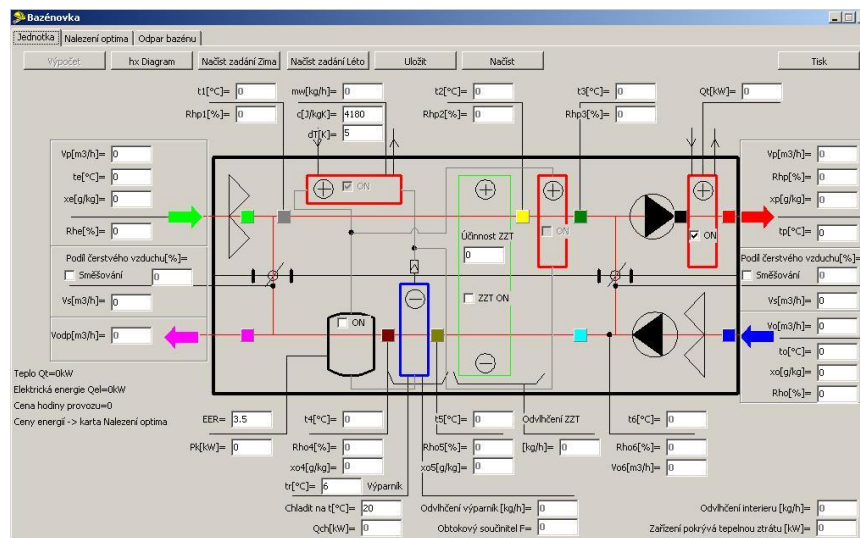 Bazénovka
Jednotka Nalezení optima Odpar bazénu
Výpočet hx Diagram Načíst zadání Zima Načíst zadání Léto Uložit Načíst Tisk
t1[°C]= 0 mw[kg/h]= 0 t2[°C]= 0 t3[°C]= 0 Qt[kW]= 0
Rhp1[%]= 0 c[J/kgK]= 4180 Rhp2[%]= 0 Rhp3[%]= 0
dT[K]= 5
Vp[m3/h]= 0 Vp[m3/h]= 0
te[°C]= 0 Rhp[%]= 0
xe[g/kg]= 0 xp[g/kg]= 0
Rhe[%]= 0 tp[°C]= 0
ON
ON
ON
Účinnost ZZT
0
Podíl čerstvého vzduchu[%]= Podíl čerstvého vzduchu[%]=
Směšování 0 Směšování 0
ZZT ON
Vs[m3/h]= 0 Vs[m3/h]= 0
ON
Vodp[m3/h]= 0 Vo[m3/h]= 0
to[°C]= 0
xo[g/kg]= 0
Rho[%]= 0
Teplo Qt=0kW
Elektrická energie Qel=0kW
Cena hodiny provozu=0
Ceny energií -> karta Nalezení optima
EER= 3.5 t4[°C]= 0 t5[°C]= 0 Odvlhčení ZZT t6[°C]= 0
Pk[kW]= 0 Rho4[%]= 0 Rho5[%]= 0 [kg/h]= 0 Rho6[%]= 0
xo4[g/kg]= 0 xo5[g/kg]= 0 Vo6[m3/h]= 0
tr[°C]= 6 Výparník
Chladit na t[°C]= 20 Odvlhčení výparník [kg/h]= 0 Odvlhčení interieru [kg/h]= 0
Qch[kW]= 0 Obtokový součinitel F= 0 Zařízení pokrývá tepelnou ztrátu [kW]= 0